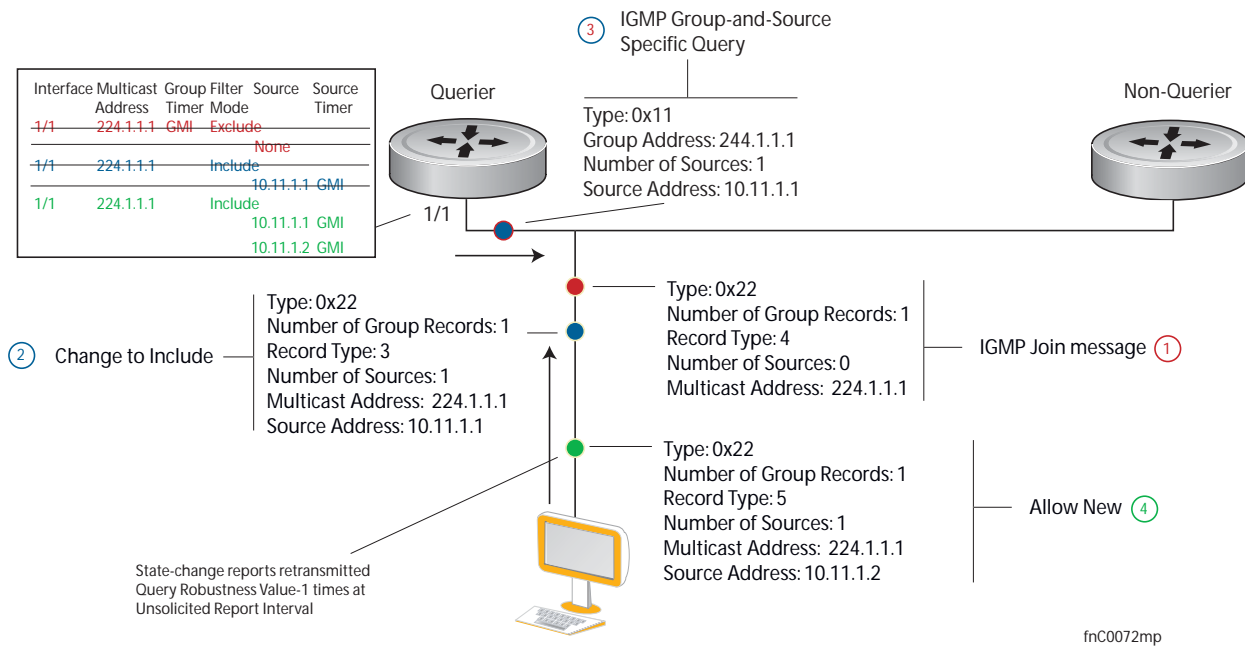 3
IGMP Group-and-Source
Specific Query
Interface Multicast Group Filter Source Source
Address Timer Mode Timer
1/1 224.1.1.1 GMI Exclude
None
1/1 224.1.1.1 Include
10.11.1.1 GMI
1/1 224.1.1.1 Include
10.11.1.1 GMI
10.11.1.2 GMI
Querier
1/1
Type: 0x11
Group Address: 244.1.1.1
Number of Sources: 1
Source Address: 10.11.1.1
Non-Querier
2 Change to Include
Type: 0x22
Number of Group Records: 1
Record Type: 3
Number of Sources: 1
Multicast Address: 224.1.1.1
Source Address: 10.11.1.1
Type: 0x22
Number of Group Records: 1
Record Type: 4
Number of Sources: 0
Multicast Address: 224.1.1.1
IGMP Join message 1
Type: 0x22
Number of Group Records: 1
Record Type: 5
Number of Sources: 1
Multicast Address: 224.1.1.1
Source Address: 10.11.1.2
Allow New 4
State-change reports retransmitted
Query Robustness Value-1 times at
Unsolicited Report Interval
fnC0072mp